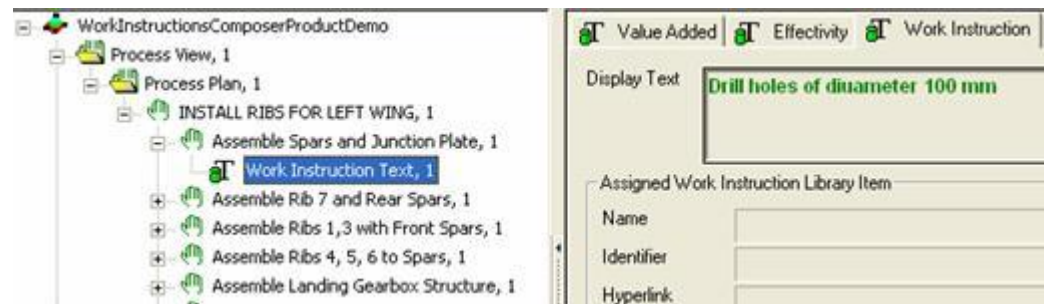 WorkInstructionsComposerProductDemo
Process View, 1
Process Plan, 1
INSTALL RIBS FOR LEFT WING, 1
Assemble Spars and Junction Plate, 1
Work Instruction Text, 1
Assemble Rib 7 and Rear Spars, 1
Assemble Ribs 1,3 with Front Spars, 1
Assemble Ribs 4, 5, 6 to Spars, 1
Assemble Landing Gearbox Structure, 1
Value Added Effectivity Work Instruction
Display Text
Drill holes of diuameter 100 mm
Assigned Work Instruction Library Item
Name
Identifier
Hyperlink